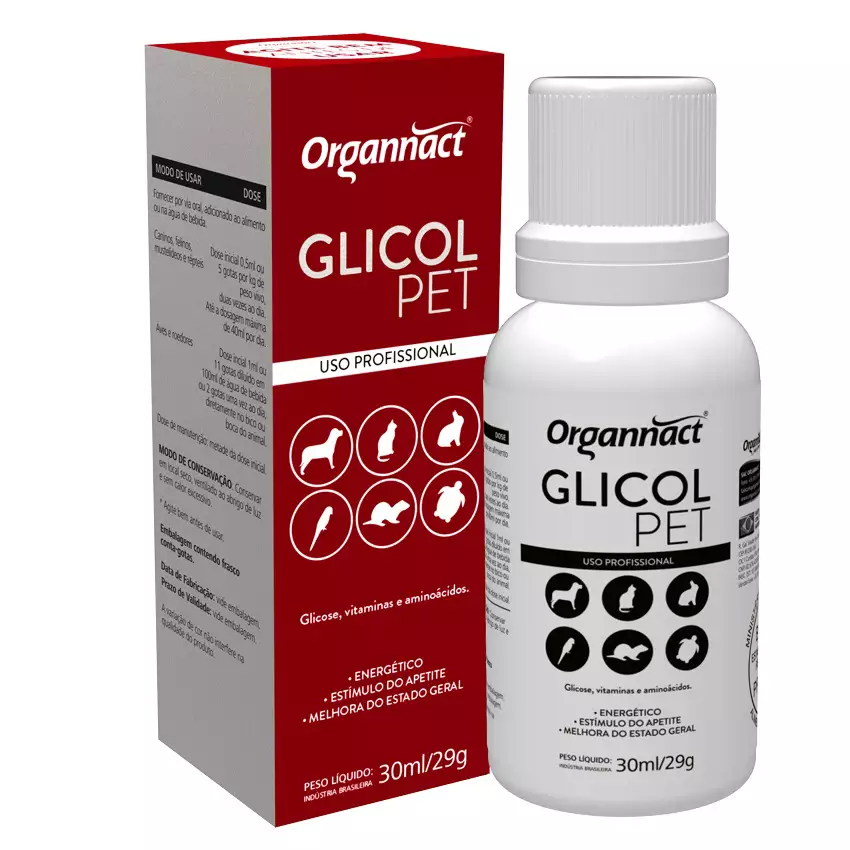 AGITE BEM
USAR
MODO DE USAR DOSE
Fornecer por via oral, adicionado ao alimento
ou na água de bebida.
Caninos, felinos,
mustelídeos e répteis
Dose inicial 0,5ml ou
5 gotas por kg de
peso vivo,
duas vezes ao dia.
Até a dosagem máxima
de 40ml por dia.
Aves e roedores
Dose inicial 1ml ou
11 gotas diluído em
100ml de água de bebida
ou 2 gotas uma vez ao dia,
diretamente no bico ou
boca do animal.
Dose de manutenção: metade da dose inicial.
MODO DE CONSERVAÇÃO: Conservar
em local seco, ventilado ao abrigo de luz
e sem calor excessivo.
* Agite bem antes de usar.
Embalagem contendo frasco
conta-gotas.
Data de Fabricação: vide embalagem.
Prazo de Validade: vide embalagem.
A variação de cor não interfere na
qualidade do produto.
Organnact®
GLICOL
PET
USO PROFISSIONAL
Glicose, vitaminas e aminoácidos.
• ENERGÉTICO
• ESTÍMULO DO APETITE
• MELHORA DO ESTADO GERAL
PESO LÍQUIDO: 30ml/29g
INDÚSTRIA BRASILEIRA
Organnact®
GLICOL
PET
USO PROFISSIONAL
Glicose, vitaminas e aminoácidos.
• ENERGÉTICO
• ESTÍMULO DO APETITE
• MELHORA DO ESTADO GERAL
PESO LÍQUIDO: 30ml/29g
INDÚSTRIA BRASILEIRA
DOSE